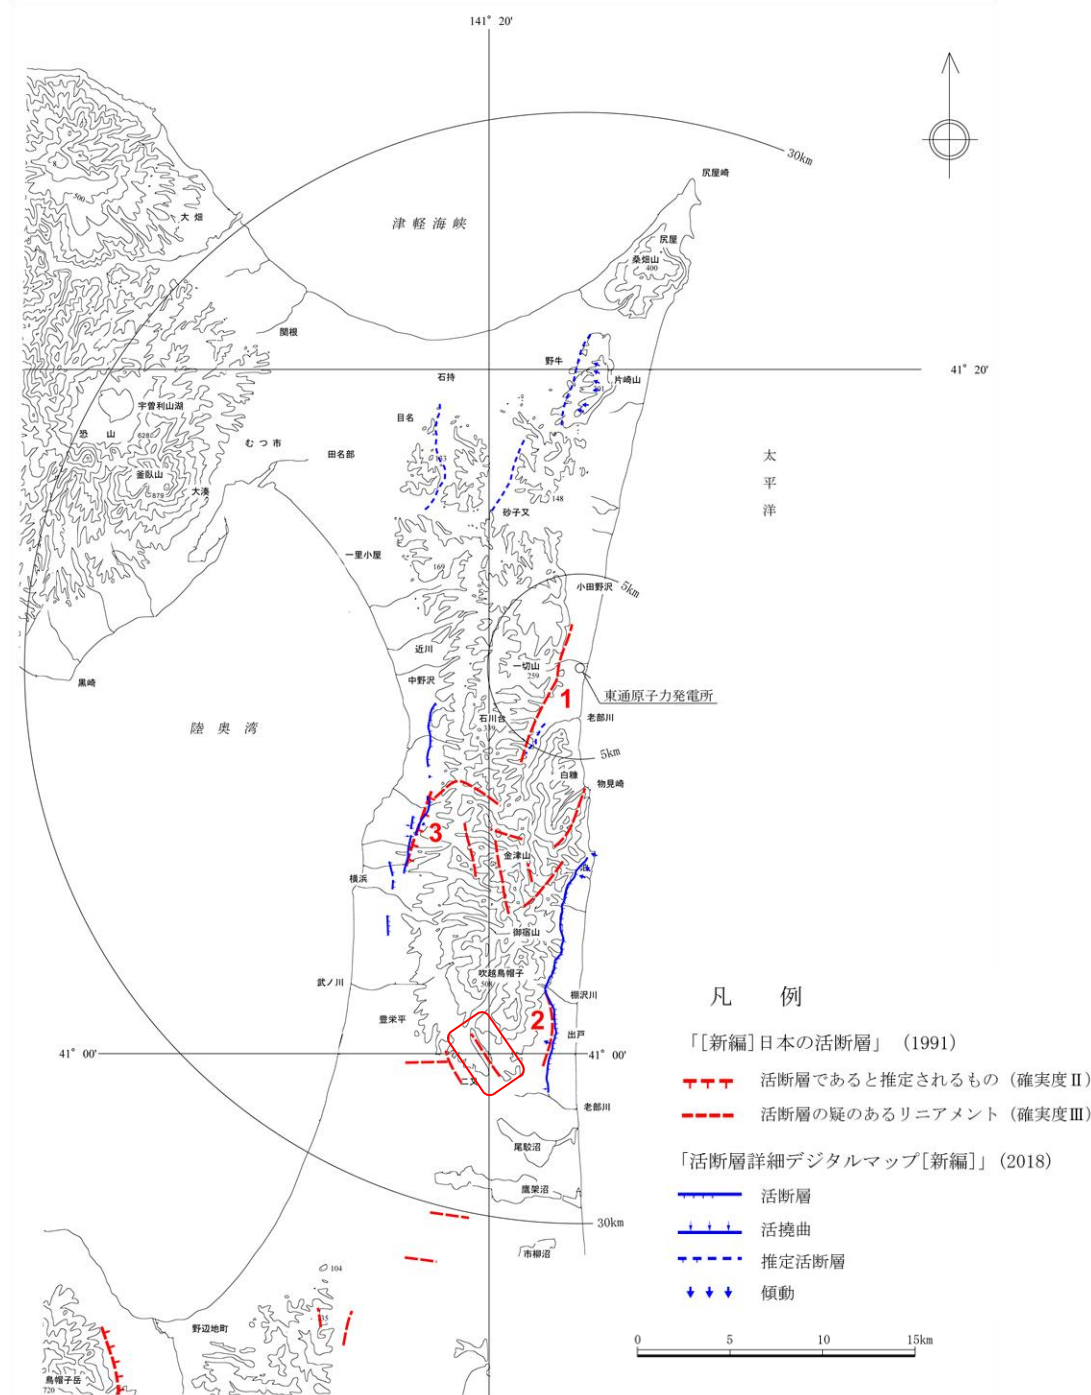 141° 20'
30km
尻屋崎
津軽海峡
大畑
尻屋
桑畑山
400
500
関根
野牛
41° 20'
石持
片崎山
宇曽利山湖
目名
恐山
628
むつ市
田名部
太平洋
釜臥山
879
大湊
148
砂子又
一里小屋
169
小田野沢
5km
近川
一切山
259
黒崎
中野沢
東通原子力発電所
1
石川台
老部川
陸奥湾
5km
白糠
物見崎
3
金津山
横浜
御宿山
吹越烏帽子
508
武ノ川
棚沢川
豊栄平
2
出戸
41° 00'
41° 00'
二又
老部川
尾駮沼
鷹架沼
30km
市柳沼
104
野辺地町
烏帽子岳
720
凡例
「[新編]日本の活断層」(1991)
活断層であると推定されるもの(確実度Ⅱ)
活断層の疑のあるリニアメント(確実度Ⅲ)
「活断層詳細デジタルマップ[新編]」(2018)
活断層
活撓曲
推定活断層
傾動
0 5 10 15km